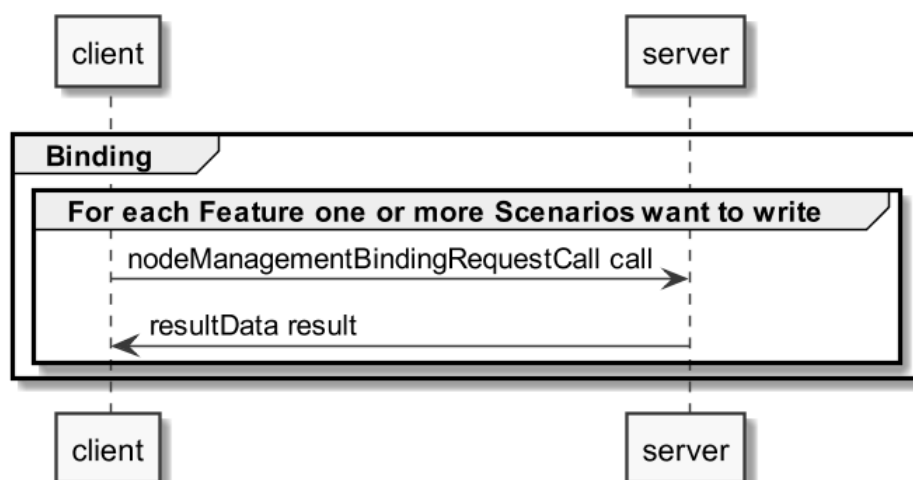 client server
Binding
For each Feature one or more Scenarios want to write
nodeManagementBindingRequestCall call
resultData result
client server